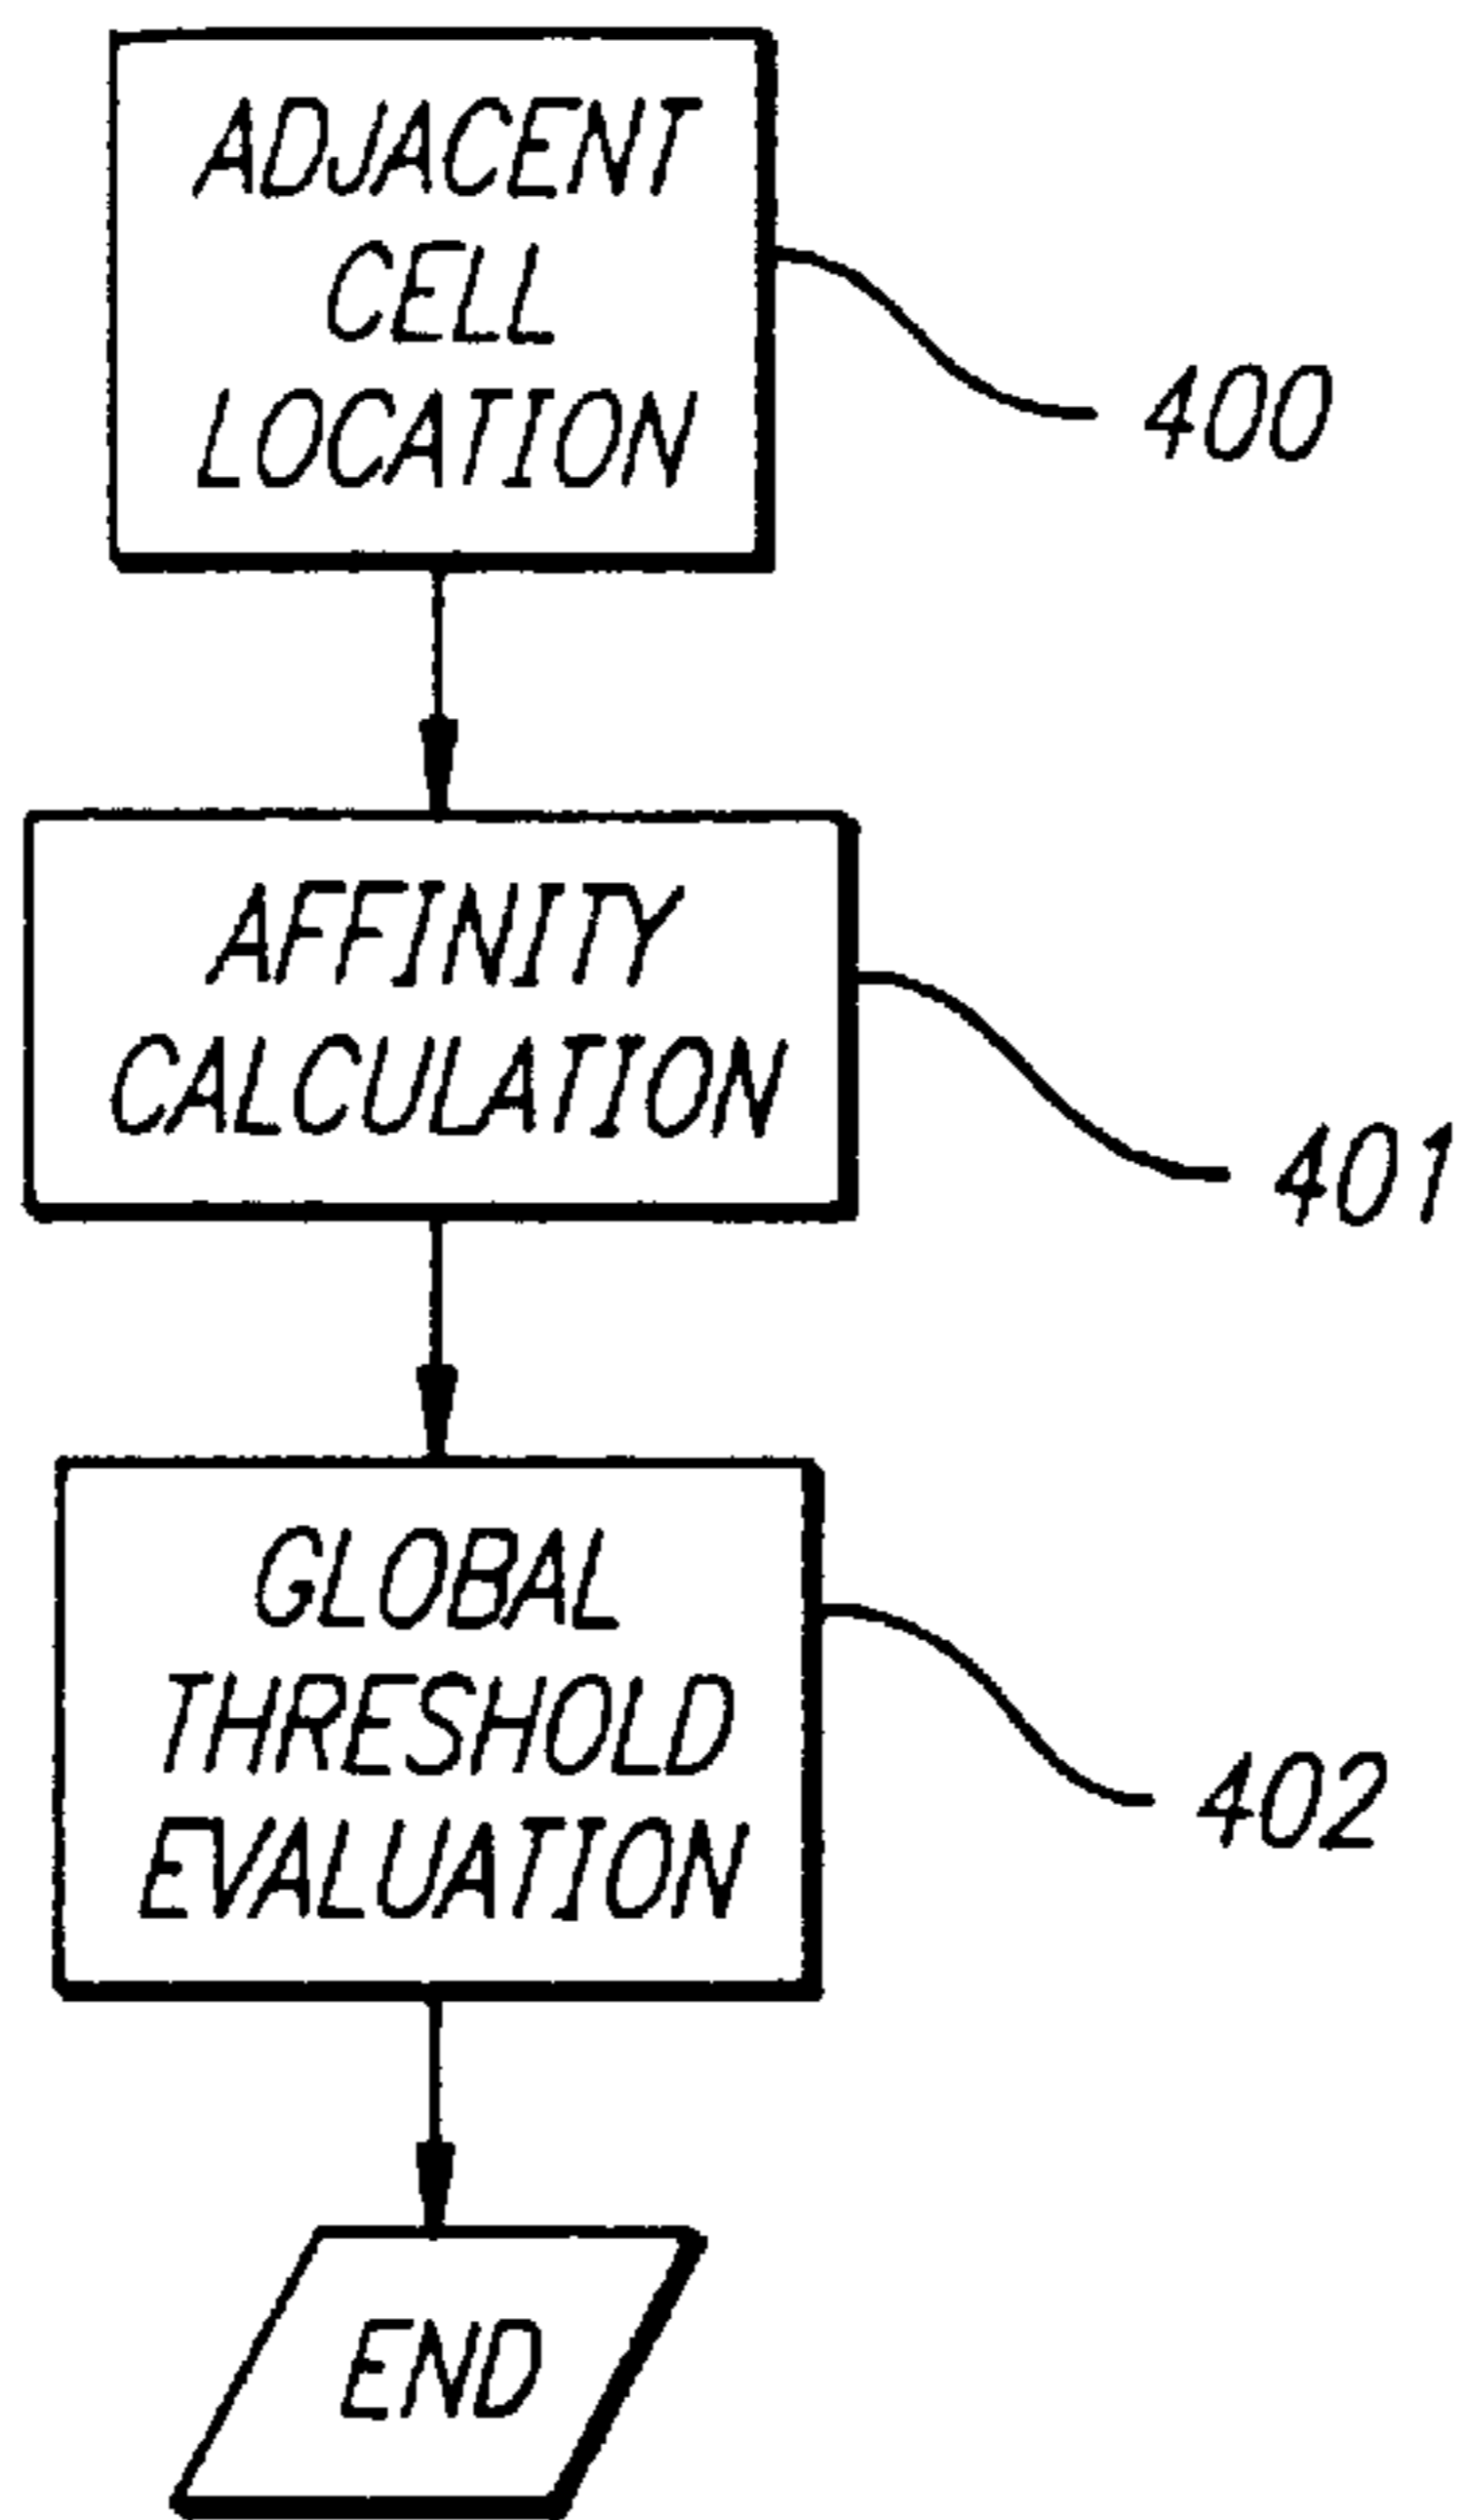 ADJACENT
CELL
LOCATION
400
AFFINITY
CALCULATION
401
GLOBAL
THRESHOLD
EVALUATION
402
END